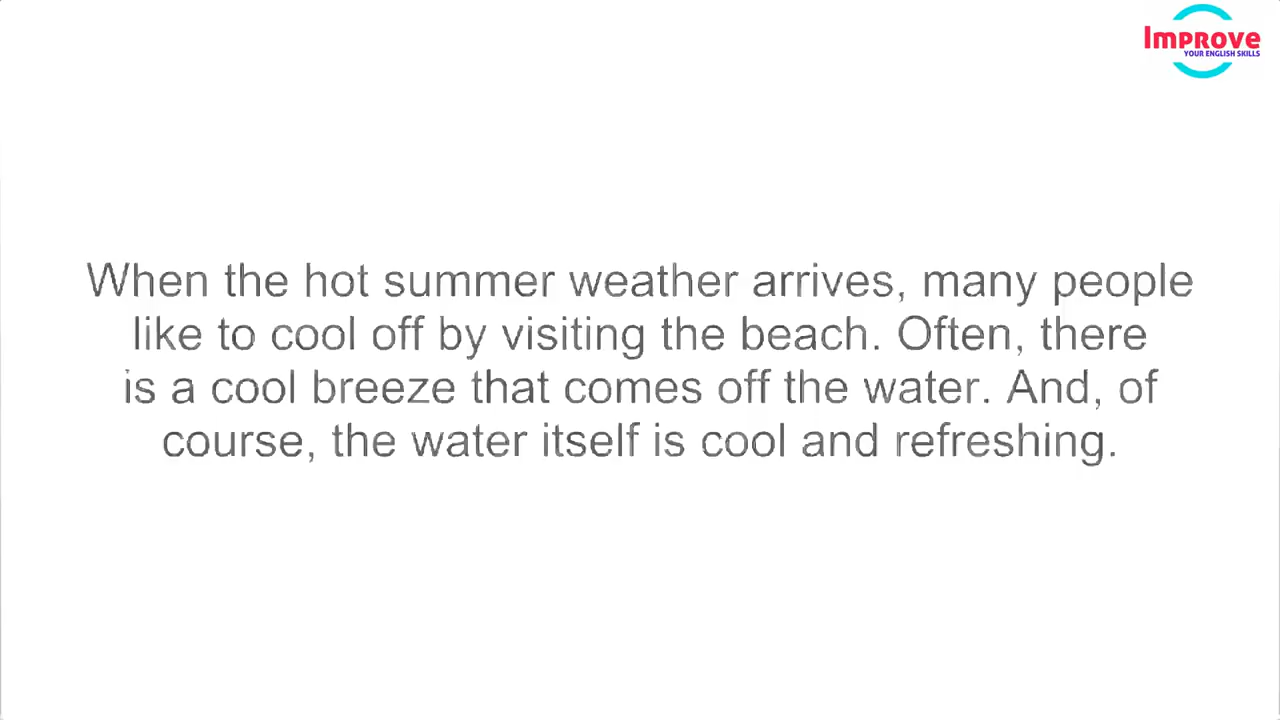 Improve
YOUR ENGLISH SKILLS
When the hot summer weather arrives, many people
like to cool off by visiting the beach. Often, there
is a cool breeze that comes off the water. And, of
course, the water itself is cool and refreshing.